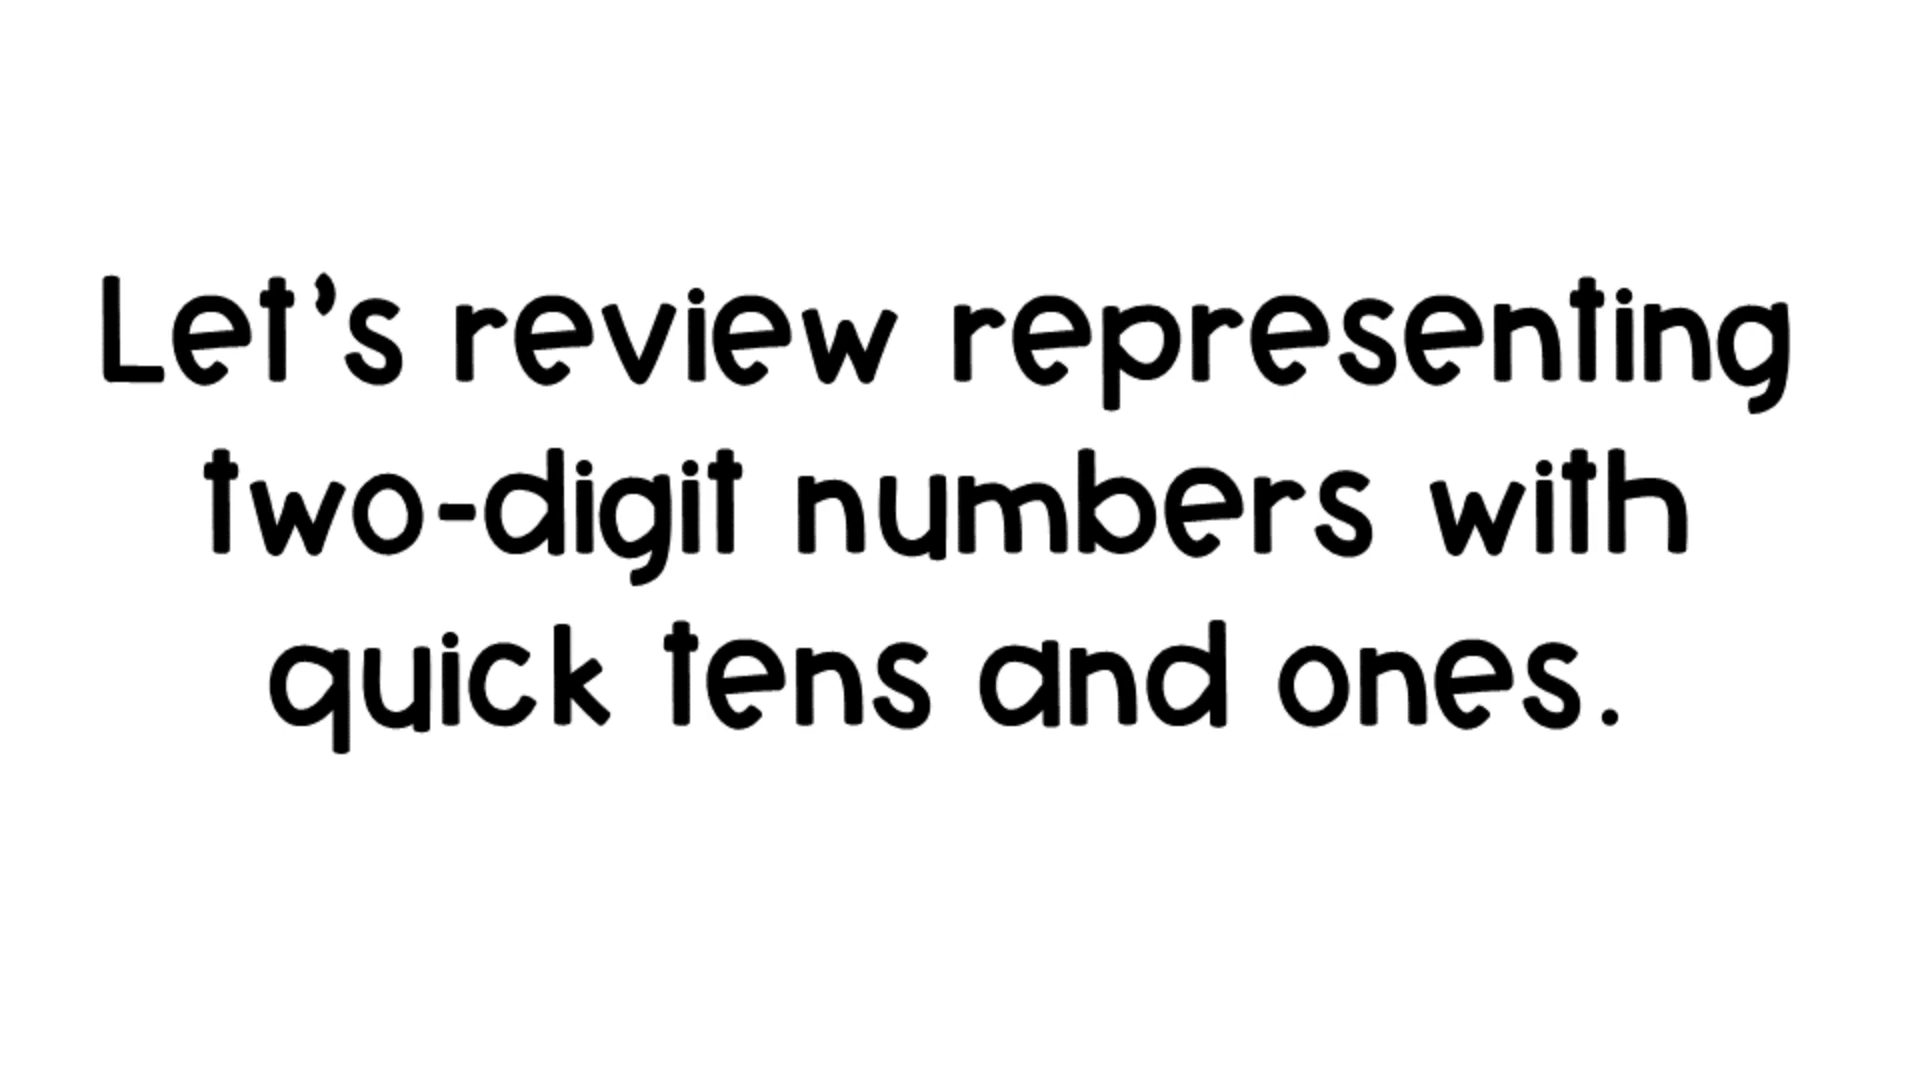 Let’s review representing
two-digit numbers with
quick tens and ones.